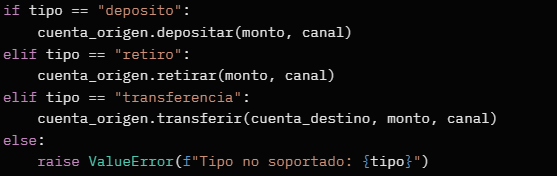 if tipo == "deposito":
    cuenta_origen.depositar(monto, canal)
elif tipo == "retiro":
    cuenta_origen.retirar(monto, canal)
elif tipo == "transferencia":
    cuenta_origen.transferir(cuenta_destino, monto, canal)
else:
    raise ValueError(f"Tipo no soportado: {tipo}")